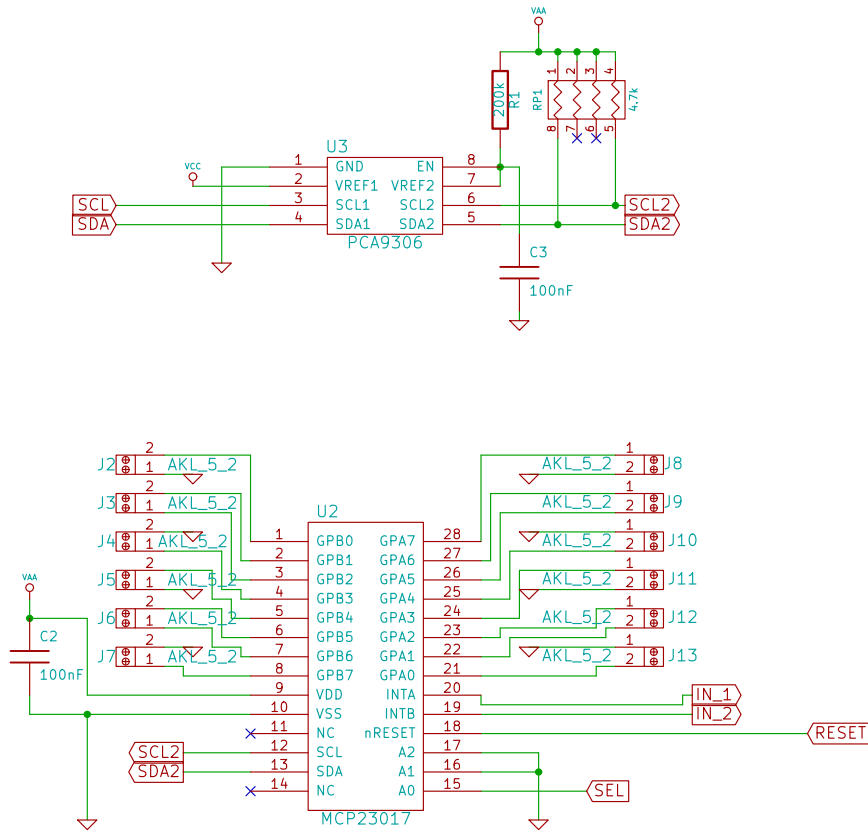 VAA
1 2 3 4
200k R1 RP1 4.7k
8 7 6 5
U3
1 GND EN 8
VCC 2 VREF1 VREF2 7
SCL 3 SCL1 SCL2 6 SCL2
SDA 4 SDA1 SDA2 5 SDA2
PCA9306
C3
100nF
2 1
J2 1 AKL_5_2 AKL_5_2 2 J8
2 1
J3 1 AKL_5_2 U2 AKL_5_2 2 J9
2 1
J4 1 AKL_5_2 1 GPB0 GPA7 28 AKL_5_2 2 J10
2 GPB1 GPA6 27
2 1
J5 1 AKL_5_2 3 GPB2 GPA5 26 AKL_5_2 2 J11
VAA 4 GPB3 GPA4 25
2 1
J6 1 AKL_5_2 5 GPB4 GPA3 24 AKL_5_2 2 J12
C2 6 GPB5 GPA2 23
2 1
J7 1 AKL_5_2 7 GPB6 GPA1 22 AKL_5_2 2 J13
100nF 8 GPB7 GPA0 21
9 VDD INTA 20 IN_1
10 VSS INTB 19 IN_2
11 NC nRESET 18 RESET
SCL2 12 SCL A2 17
SDA2 13 SDA A1 16
14 NC A0 15 SEL
MCP23017